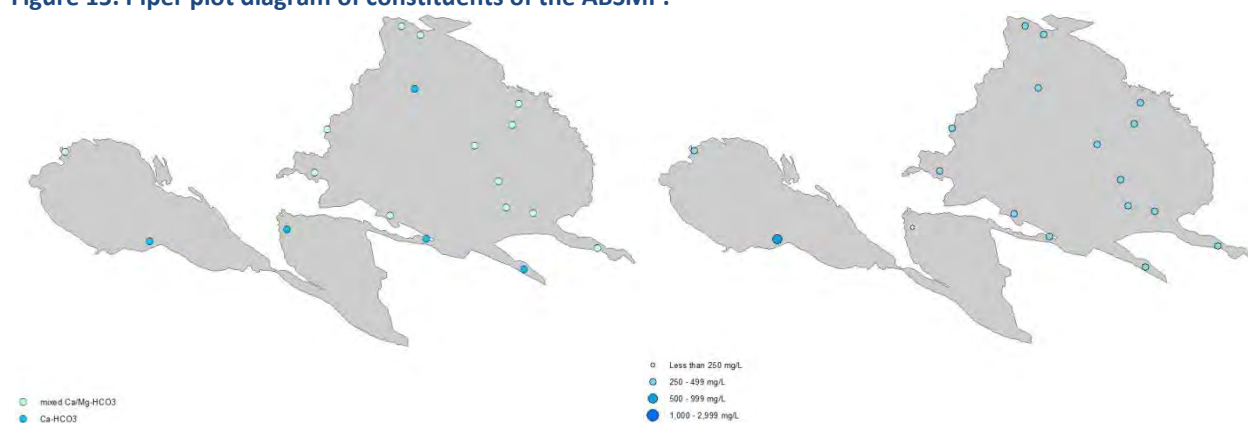 Figure 13. Piper plot diagram of constituents of the ABSMP.
mixed Ca/Mg-HCO3
Ca-HCO3
Less than 250 mg/L
250 - 499 mg/L
500 - 999 mg/L
1,000 - 2,999 mg/L